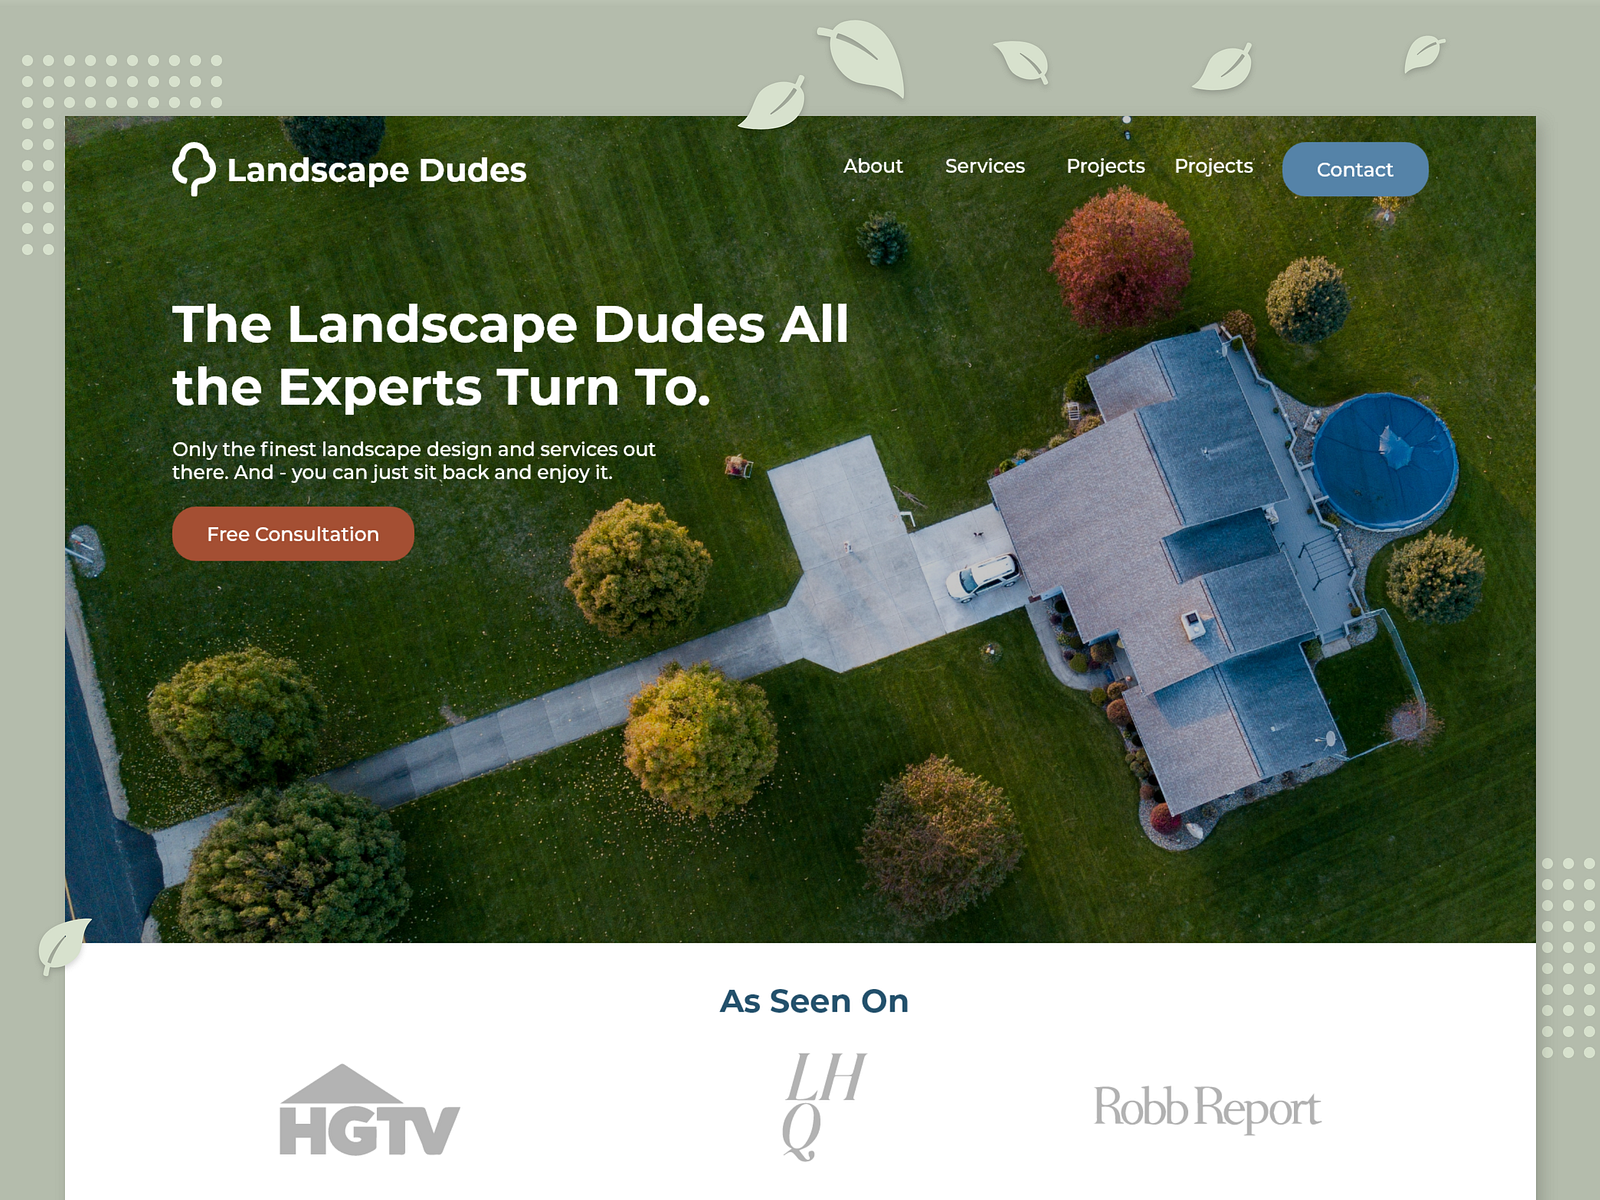 Landscape Dudes
About
Services
Projects
Projects
Contact
The Landscape Dudes All
the Experts Turn To.
Only the finest landscape design and services out
there. And - you can just sit back and enjoy it.
Free Consultation
As Seen On
HGTV
LH
Q
Robb Report